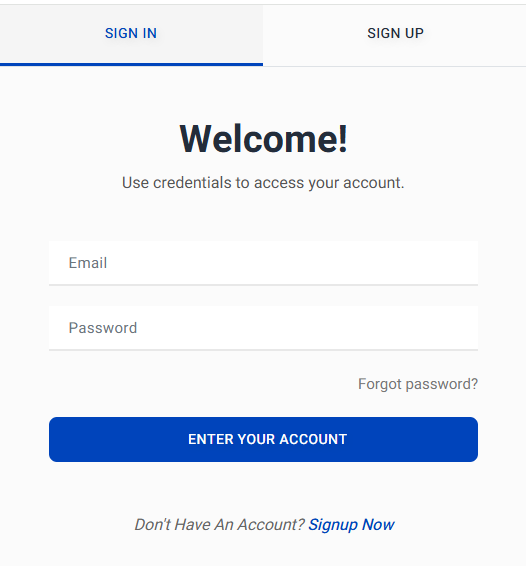 SIGN IN SIGN UP
Welcome!
Use credentials to access your account.
Email
Password
Forgot password?
ENTER YOUR ACCOUNT
Don't Have An Account? Signup Now